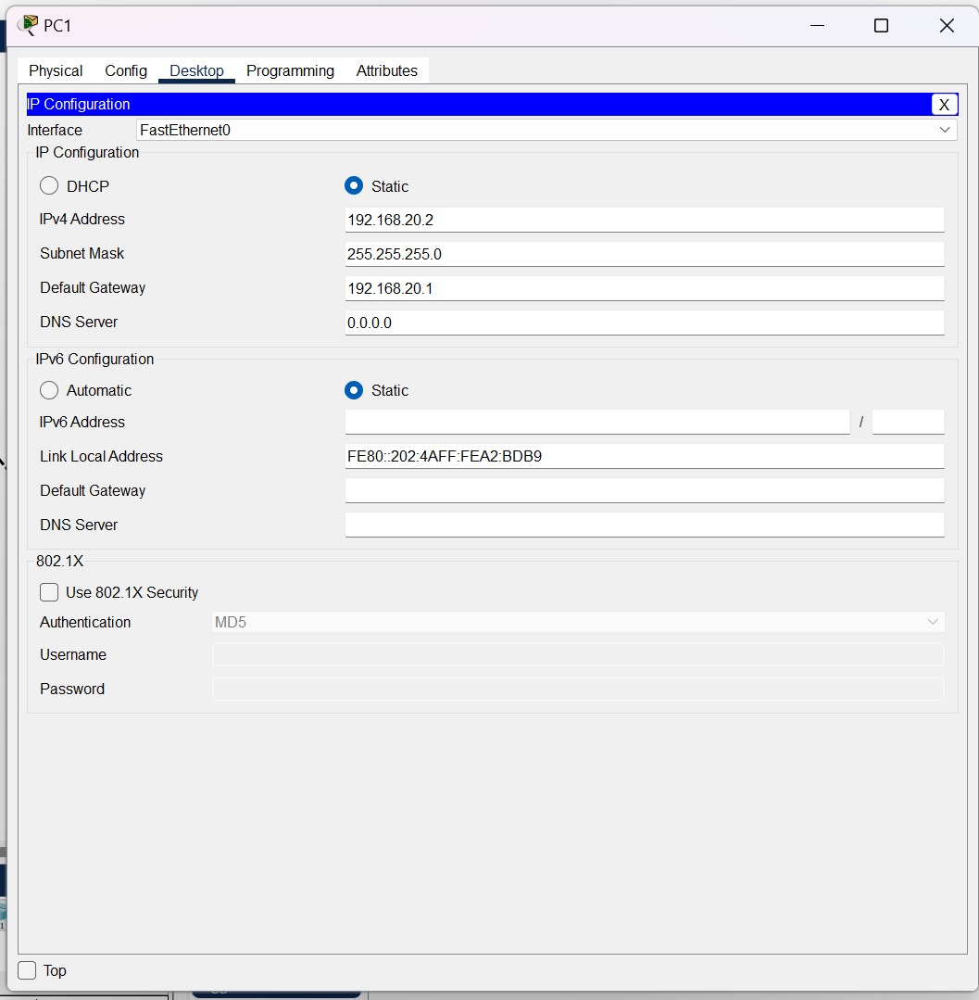 PC1
Physical Config Desktop Programming Attributes
IP Configuration X
Interface FastEthernet0
IP Configuration
DHCP Static
IPv4 Address 192.168.20.2
Subnet Mask 255.255.255.0
Default Gateway 192.168.20.1
DNS Server 0.0.0.0
IPv6 Configuration
Automatic Static
IPv6 Address /
Link Local Address FE80::202:4AFF:FEA2:BDB9
Default Gateway
DNS Server
802.1X
Use 802.1X Security
Authentication MD5
Username
Password
Top